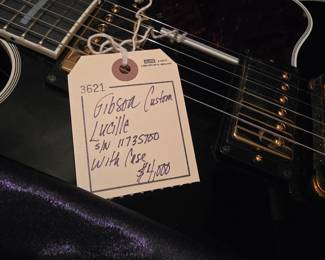 3621
Gibson Custom
Lucille
S/N 11735700
With Case
$4,000